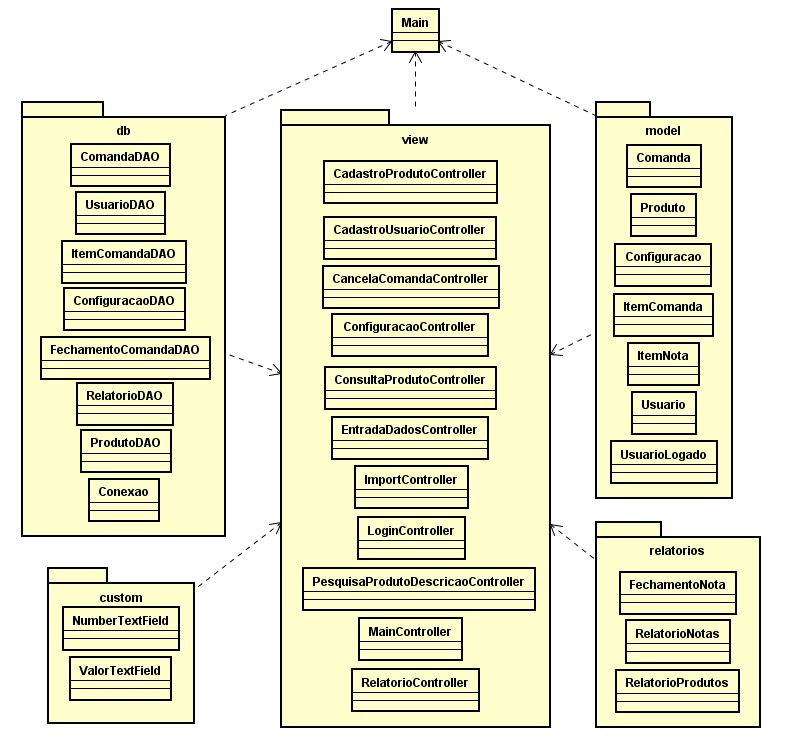 Main
db
ComandaDAO
UsuarioDAO
ItemComandaDAO
ConfiguracaoDAO
FechamentoComandaDAO
RelatorioDAO
ProdutoDAO
Conexao
view
CadastroProdutoController
CadastroUsuarioController
CancelaComandaController
ConfiguracaoController
ConsultaProdutoController
EntradaDadosController
ImportController
LoginController
PesquisaProdutoDescricaoController
MainController
RelatorioController
model
Comanda
Produto
Configuracao
ItemComanda
ItemNota
Usuario
UsuarioLogado
custom
NumberTextField
ValorTextField
relatorios
FechamentoNota
RelatorioNotas
RelatorioProdutos